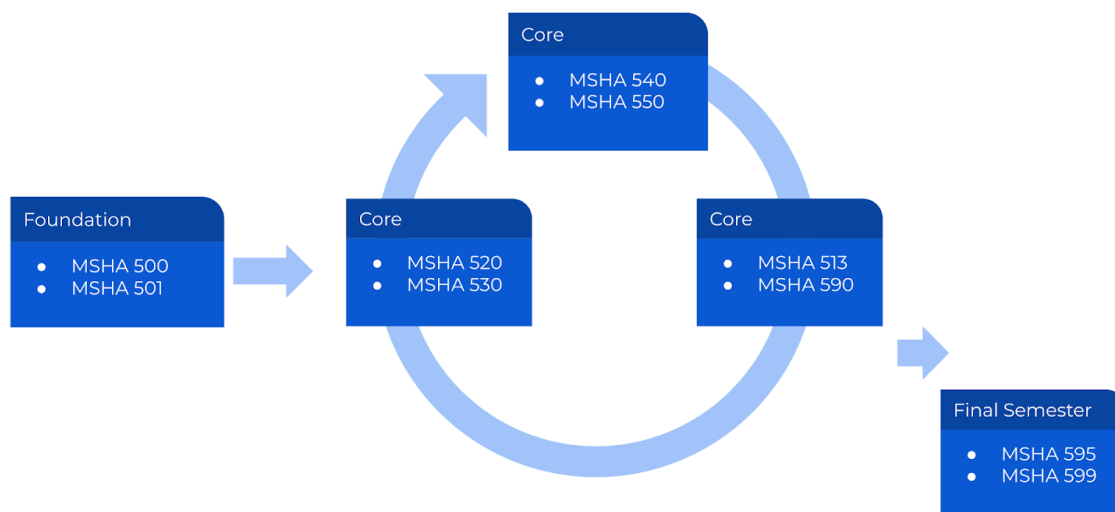 Core
● MSHA 540
● MSHA 550
Foundation
● MSHA 500
● MSHA 501
Core
● MSHA 520
● MSHA 530
Core
● MSHA 513
● MSHA 590
Final Semester
● MSHA 595
● MSHA 599